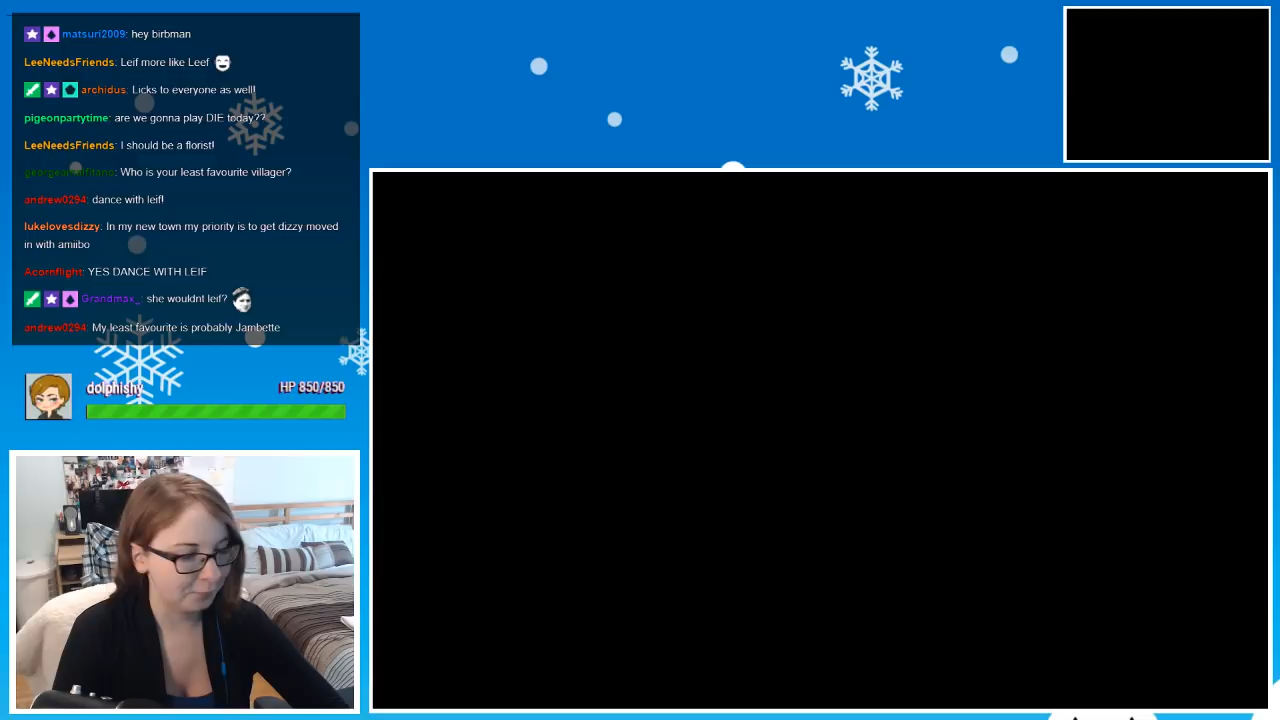 matsuri2009: hey birbman
LeeNeedsFriends: Leif more like Leef
archidus: Licks to everyone as well!
pigeonpartytime: are we gonna play DIE today??
LeeNeedsFriends: I should be a florist!
: Who is your least favourite villager?
andrew0294: dance with leif!
lukelovesdizzy: In my new town my priority is to get dizzy moved
in with amiibo
Acornflight: YES DANCE WITH LEIF
Grandmax_: she wouldnt leif?
andrew0294: My least favourite is probably Jambette
dolphishy HP 850/850